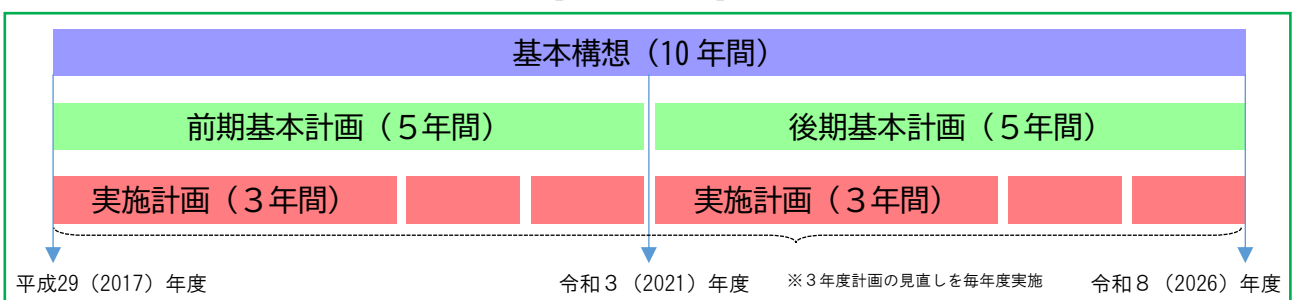 基本構想（10年間）
前期基本計画（５年間）
後期基本計画（５年間）
実施計画（３年間）
実施計画（３年間）
平成29（2017）年度
令和３（2021）年度
※３年度計画の見直しを毎年度実施
令和８（2026）年度